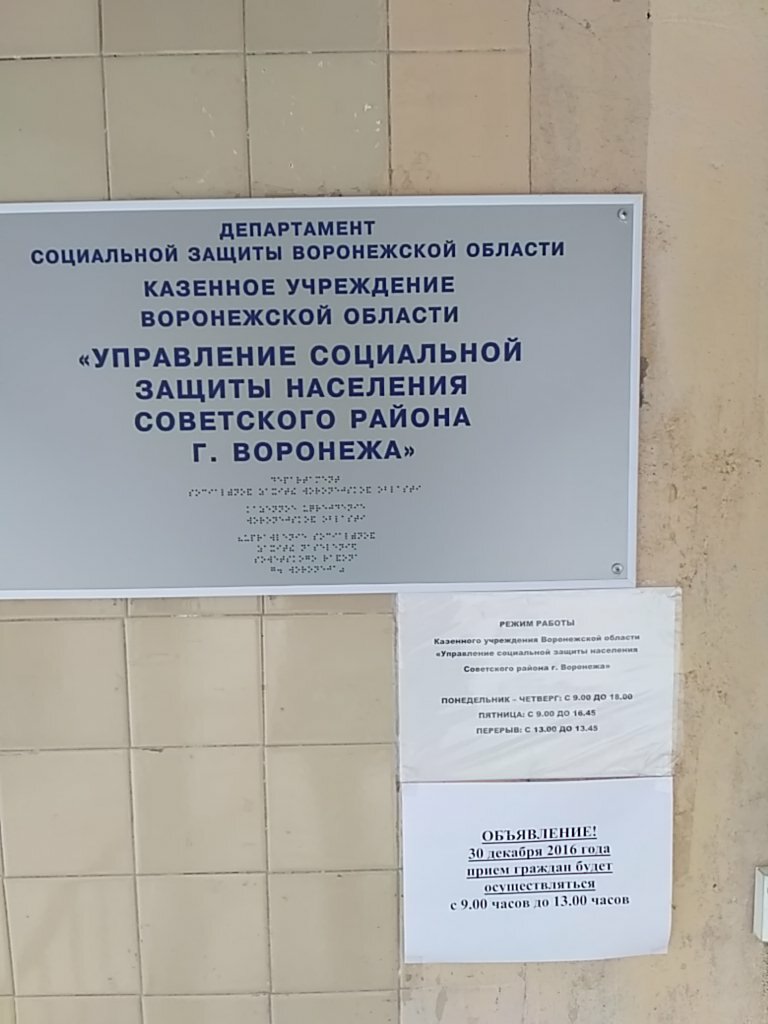 ДЕПАРТАМЕНТ
СОЦИАЛЬНОЙ ЗАЩИТЫ ВОРОНЕЖСКОЙ ОБЛАСТИ
КАЗЕННОЕ УЧРЕЖДЕНИЕ
ВОРОНЕЖСКОЙ ОБЛАСТИ
«УПРАВЛЕНИЕ СОЦИАЛЬНОЙ
ЗАЩИТЫ НАСЕЛЕНИЯ
СОВЕТСКОГО РАЙОНА
Г. ВОРОНЕЖА»
РЕЖИМ РАБОТЫ
Казенного учреждения Воронежской области
«Управление социальной защиты населения
Советского района г. Воронежа»
ПОНЕДЕЛЬНИК – ЧЕТВЕРГ: С 9.00 ДО 18.00
ПЯТНИЦА: С 9.00 ДО 16.45
ПЕРЕРЫВ: С 13.00 ДО 13.45
ОБЪЯВЛЕНИЕ!
30 декабря 2016 года
прием граждан будет
осуществляться
с 9.00 часов до 13.00 часов